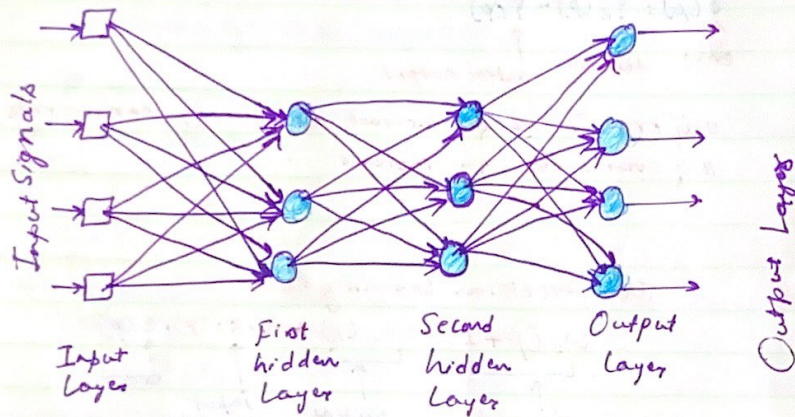 Input Signals
Input
Layer
First
hidden
Layer
Second
hidden
Layer
Output
Layer
Output Layer